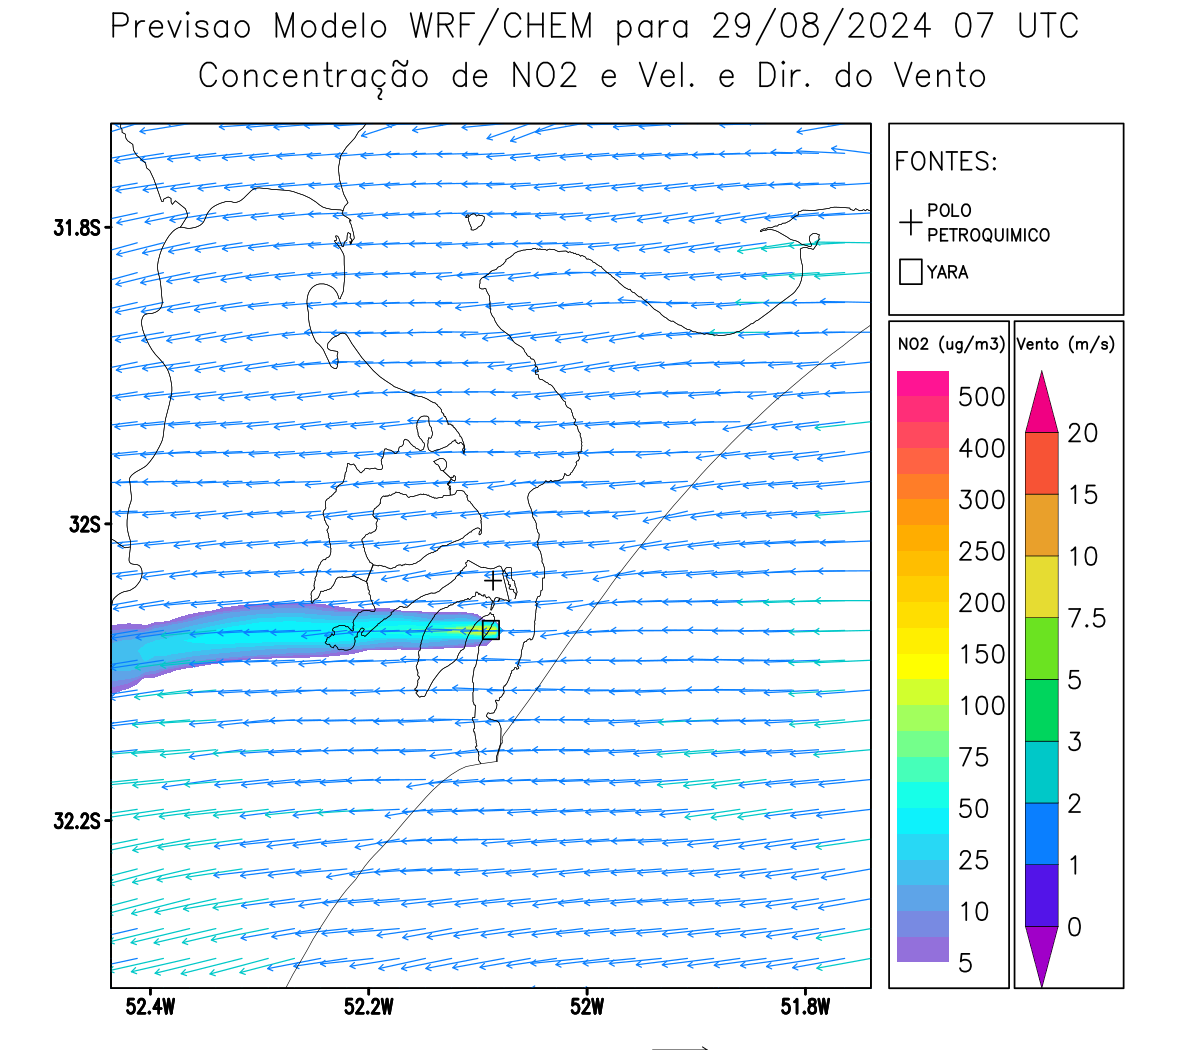 Previsao Modelo WRF/CHEM para 29/08/2024 07 UTC
Concentração de NO2 e Vel. e Dir. do Vento
31.8S
32S
32.2S
52.4W
52.2W
52W
51.8W
FONTES:
POLO
PETROQUIMICO
YARA
NO2 (ug/m3)
500
400
300
250
200
150
100
75
50
25
10
5
Vento (m/s)
20
15
10
7.5
5
3
2
1
0